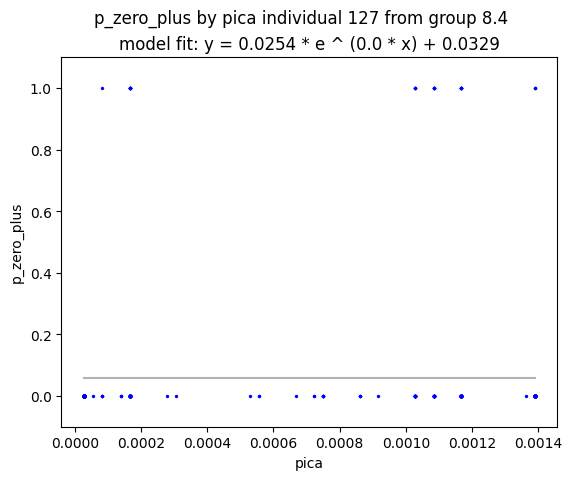 p_zero_plus by pica individual 127 from group 8.4
model fit: y = 0.0254 * e ^ (0.0 * x) + 0.0329
1.0
0.8
0.6
0.4
0.2
0.0
p_zero_plus
0.0000 0.0002 0.0004 0.0006 0.0008 0.0010 0.0012 0.0014
pica